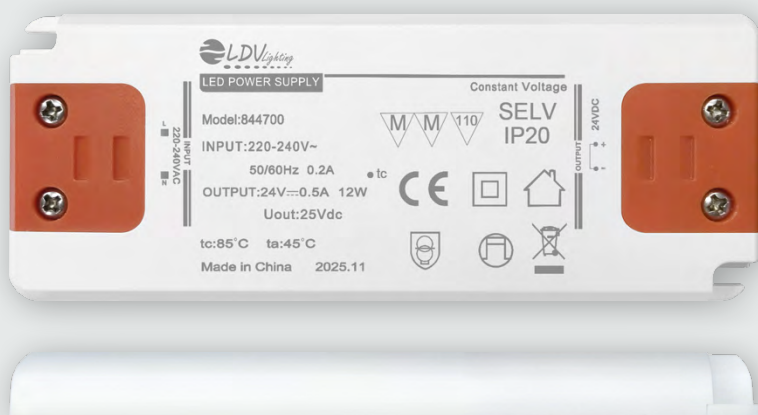 LDVLighting
LED POWER SUPPLY
Constant Voltage
Model:844700
M M 110
SELV
IP20
INPUT:220-240V~
50/60Hz 0.2A
OUTPUT:24V⎓0.5A 12W
Uout:25Vdc
tc
CE
tc:85°C ta:45°C
Made in China 2025.11
L
220-240VAC
N
INPUT
OUTPUT
24VDC
+
-